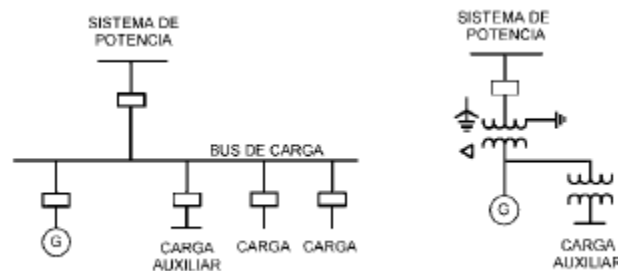 SISTEMA DE
POTENCIA
BUS DE CARGA
G
CARGA
AUXILIAR
CARGA
CARGA
SISTEMA DE
POTENCIA
G
CARGA
AUXILIAR